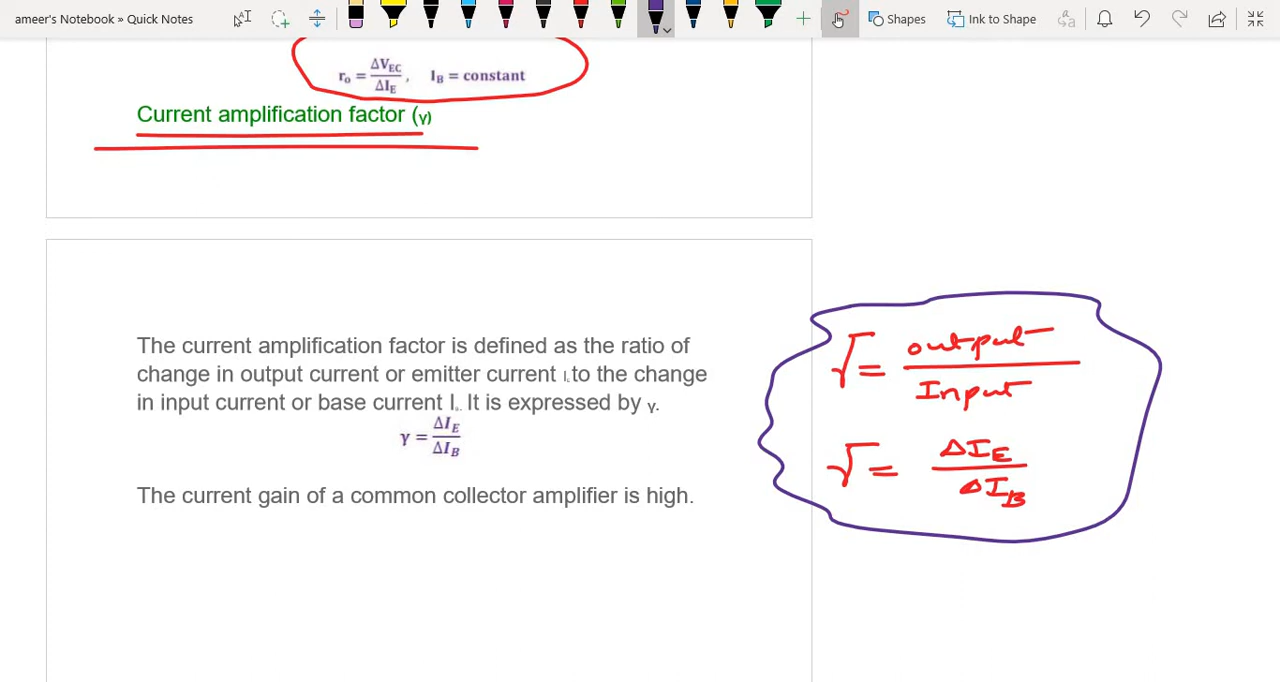 ameer's Notebook » Quick Notes
Shapes
Ink to Shape
r₀ = ΔV_EC / ΔI_E , I_B = constant
Current amplification factor (γ)
The current amplification factor is defined as the ratio of
change in output current or emitter current I to the change
in input current or base current I . It is expressed by γ.
γ = ΔI_E / ΔI_B
The current gain of a common collector amplifier is high.
γ = output / Input
γ = ΔI_E / ΔI_B